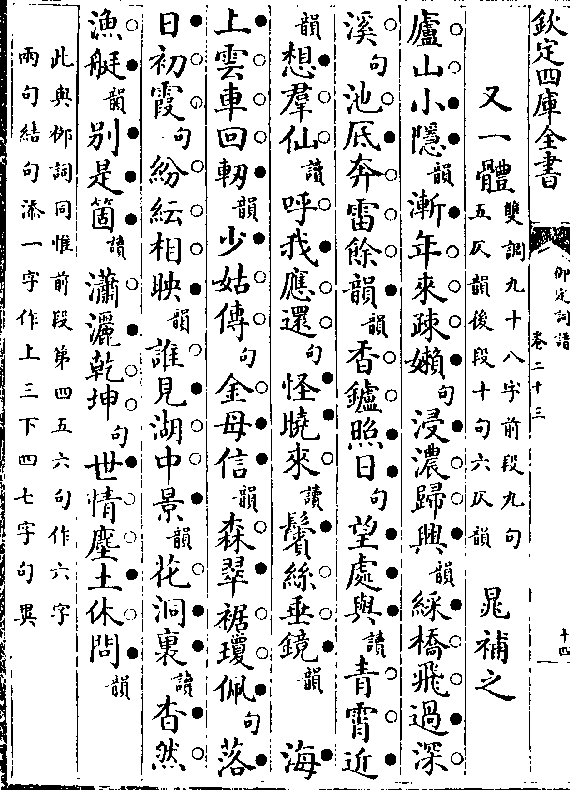 欽定四庫全書
御定詞譜
卷二十三
十四
又一體
雙調九十八字前段九句
五仄韻後段十句六仄韻
晁補之
廬山小隱韻漸年來疎嬾句浸濃歸興韻綵橋飛過深
溪句池底奔雷餘韻韻香鑪照日句望處與讀青霄近
韻想羣仙讀呼我應還句怪曉來讀鬢絲垂鏡韻 海
上雲車回軔韻少姑傳句金母信韻森翠裾瓊佩句落
日初霞句紛紜相映韻誰見湖中景韻花洞裏讀杳然
漁艇韻别是箇讀瀟灑乾坤句世情塵土休問韻
此與柳詞同惟前段第四五六句作六字
兩句結句添一字作上三下四七字句異